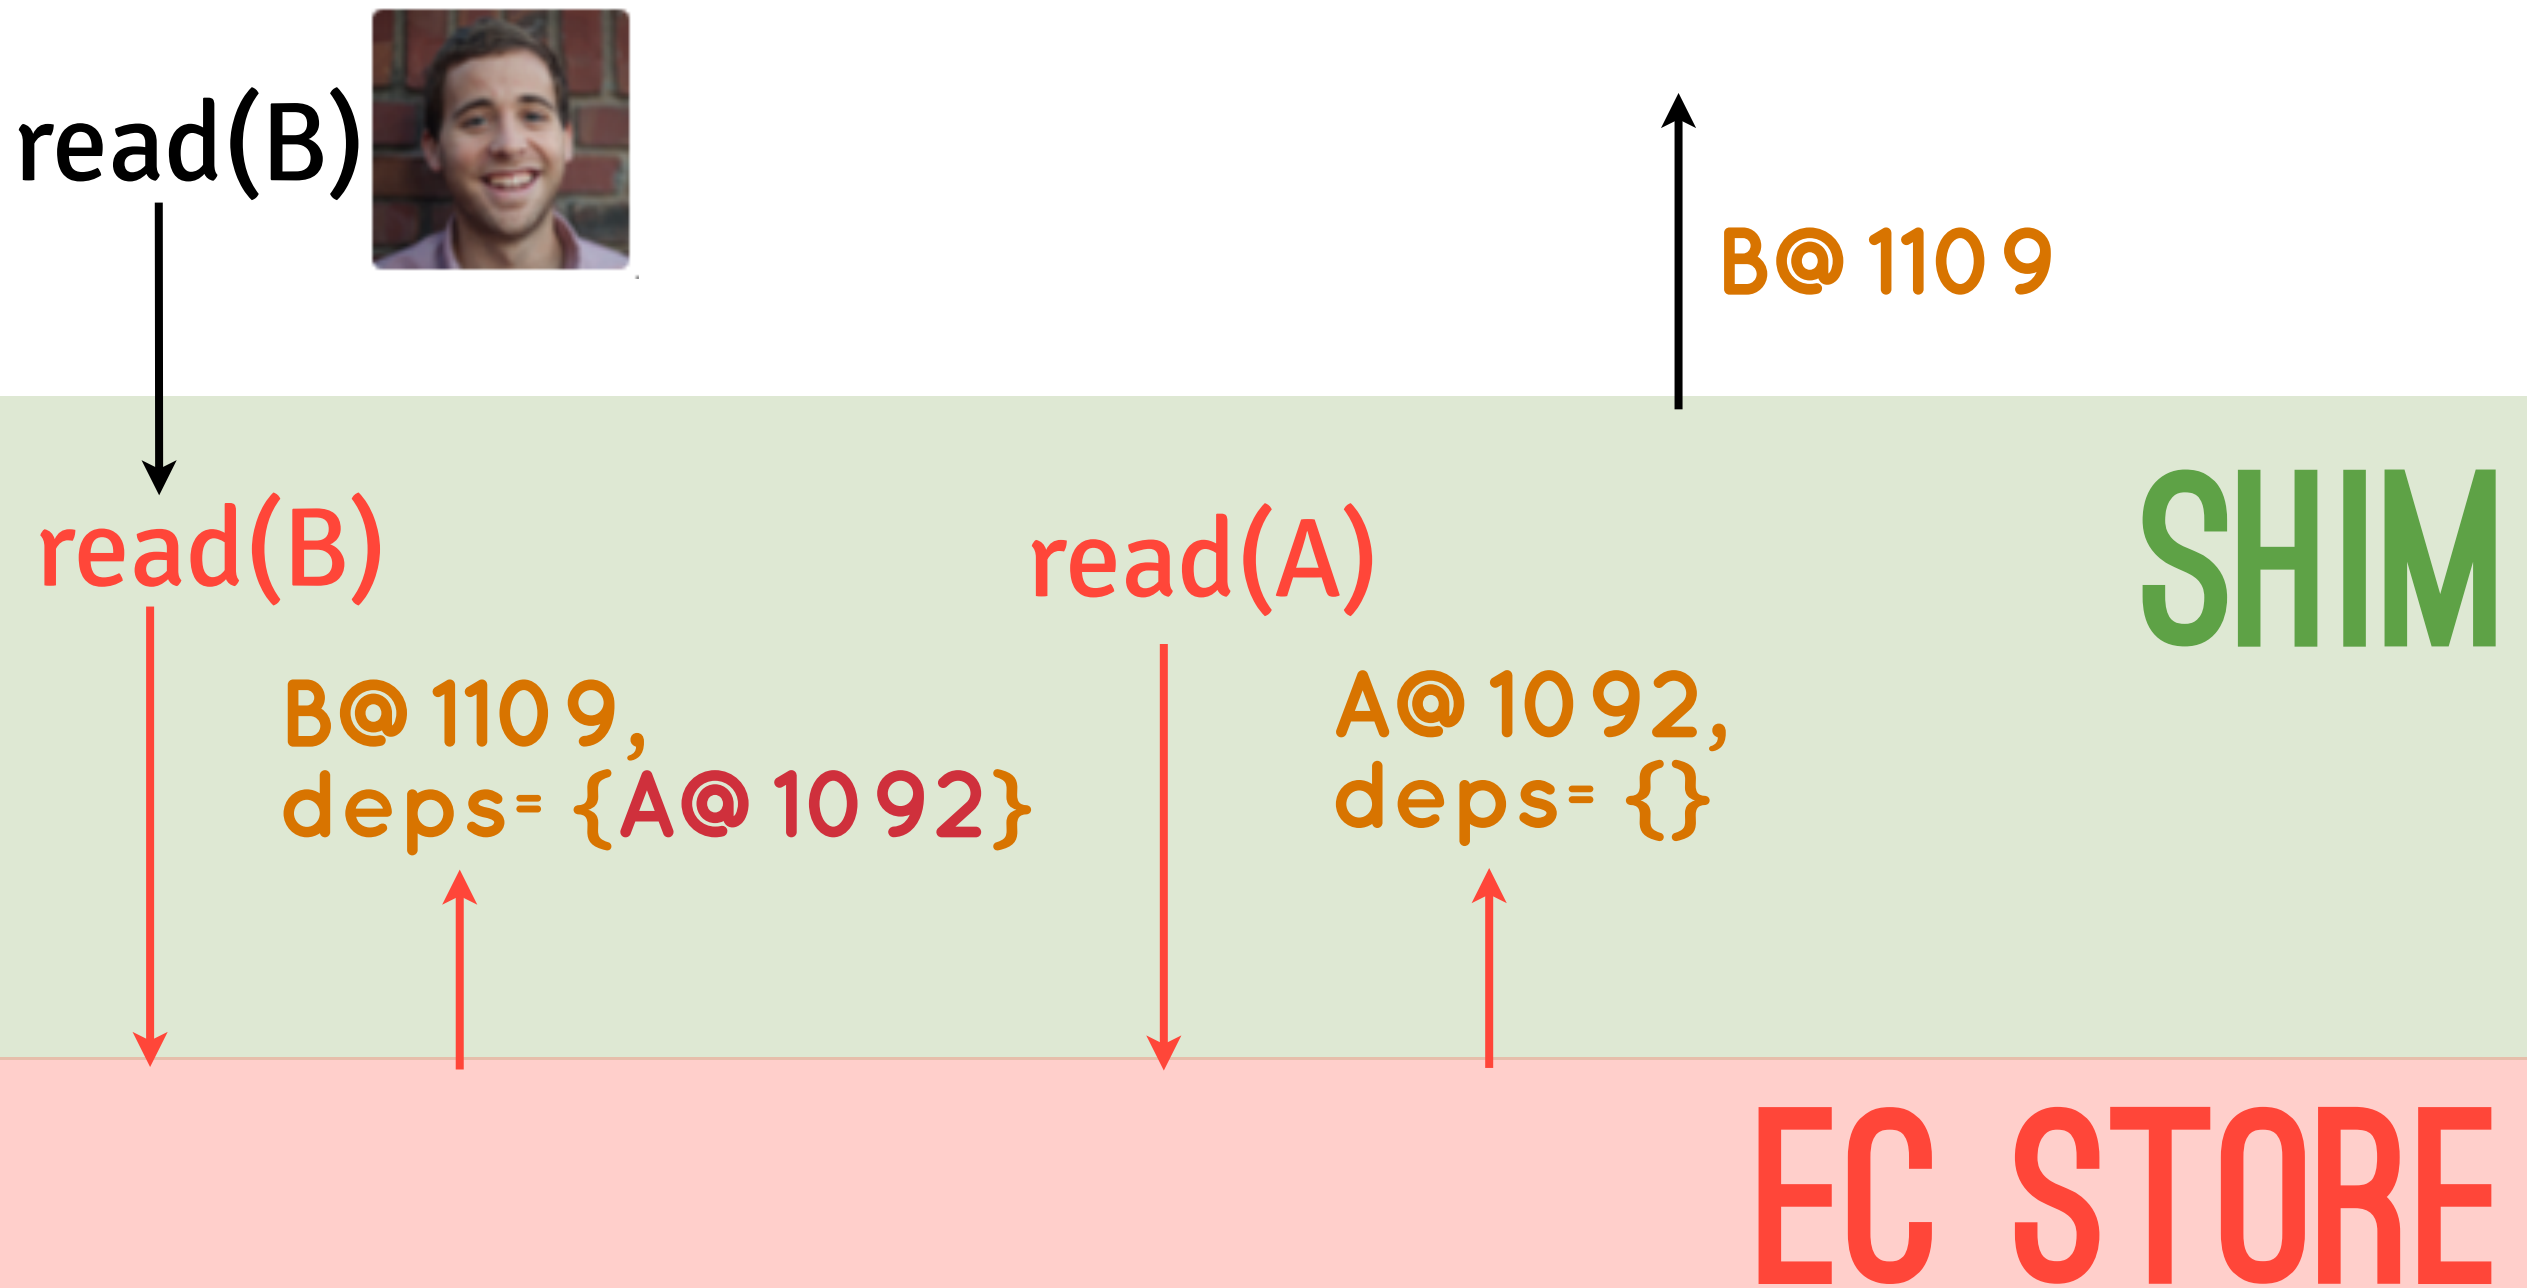 read(B)
B@1109
SHIM
read(B)
read(A)
B@1109,
deps={A@1092}
A@1092,
deps={}
EC STORE